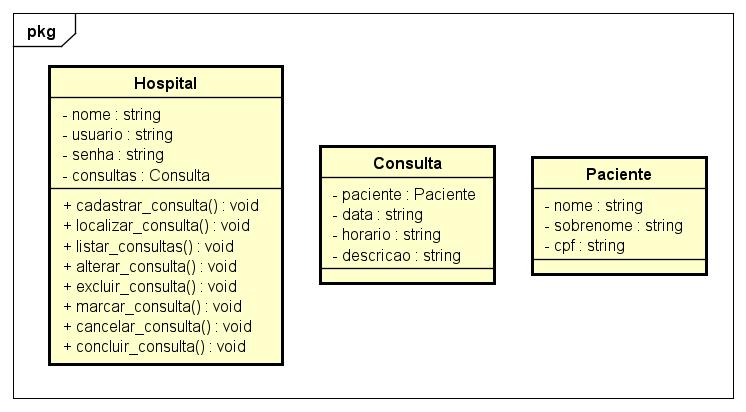 pkg
Hospital
- nome : string
- usuario : string
- senha : string
- consultas : Consulta
+ cadastrar_consulta() : void
+ localizar_consulta() : void
+ listar_consultas() : void
+ alterar_consulta() : void
+ excluir_consulta() : void
+ marcar_consulta() : void
+ cancelar_consulta() : void
+ concluir_consulta() : void
Consulta
- paciente : Paciente
- data : string
- horario : string
- descricao : string
Paciente
- nome : string
- sobrenome : string
- cpf : string